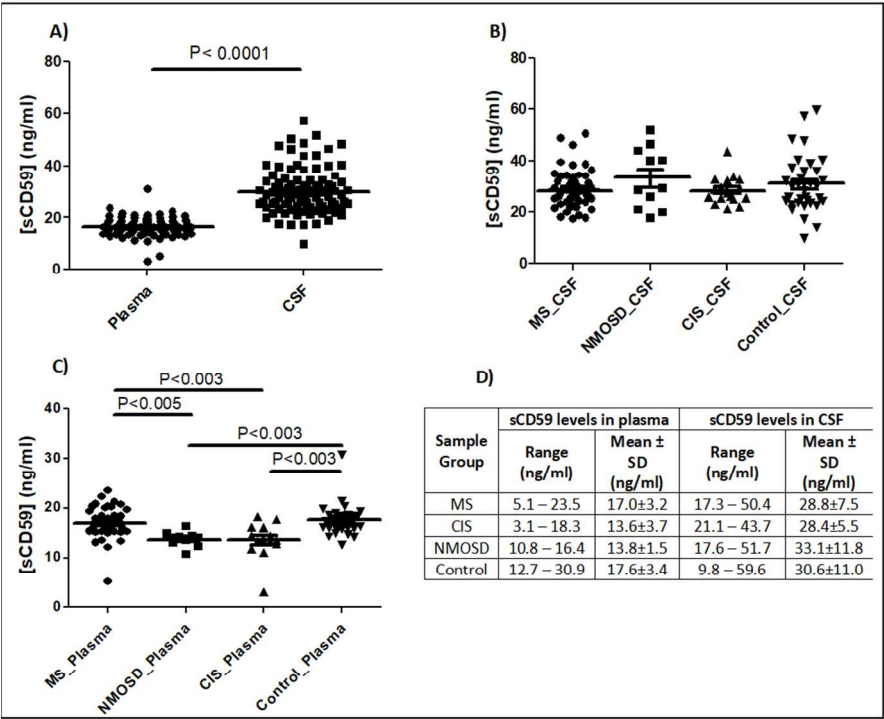 A)
P< 0.0001
[sCD59] (ng/ml)
80
60
40
20
0
Plasma
CSF
B)
[sCD59] (ng/ml)
80
60
40
20
0
MS_CSF
NMOSD_CSF
CIS_CSF
Control_CSF
C)
P<0.003
P<0.005
P<0.003
P<0.003
[sCD59] (ng/ml)
40
30
20
10
0
MS_Plasma
NMOSD_Plasma
CIS_Plasma
Control_Plasma
D)
Sample Group
sCD59 levels in plasma
sCD59 levels in CSF
Range (ng/ml)
Mean ± SD (ng/ml)
Range (ng/ml)
Mean ± SD (ng/ml)
MS 5.1 – 23.5 17.0±3.2 17.3 – 50.4 28.8±7.5
CIS 3.1 – 18.3 13.6±3.7 21.1 – 43.7 28.4±5.5
NMOSD 10.8 – 16.4 13.8±1.5 17.6 – 51.7 33.1±11.8
Control 12.7 – 30.9 17.6±3.4 9.8 – 59.6 30.6±11.0